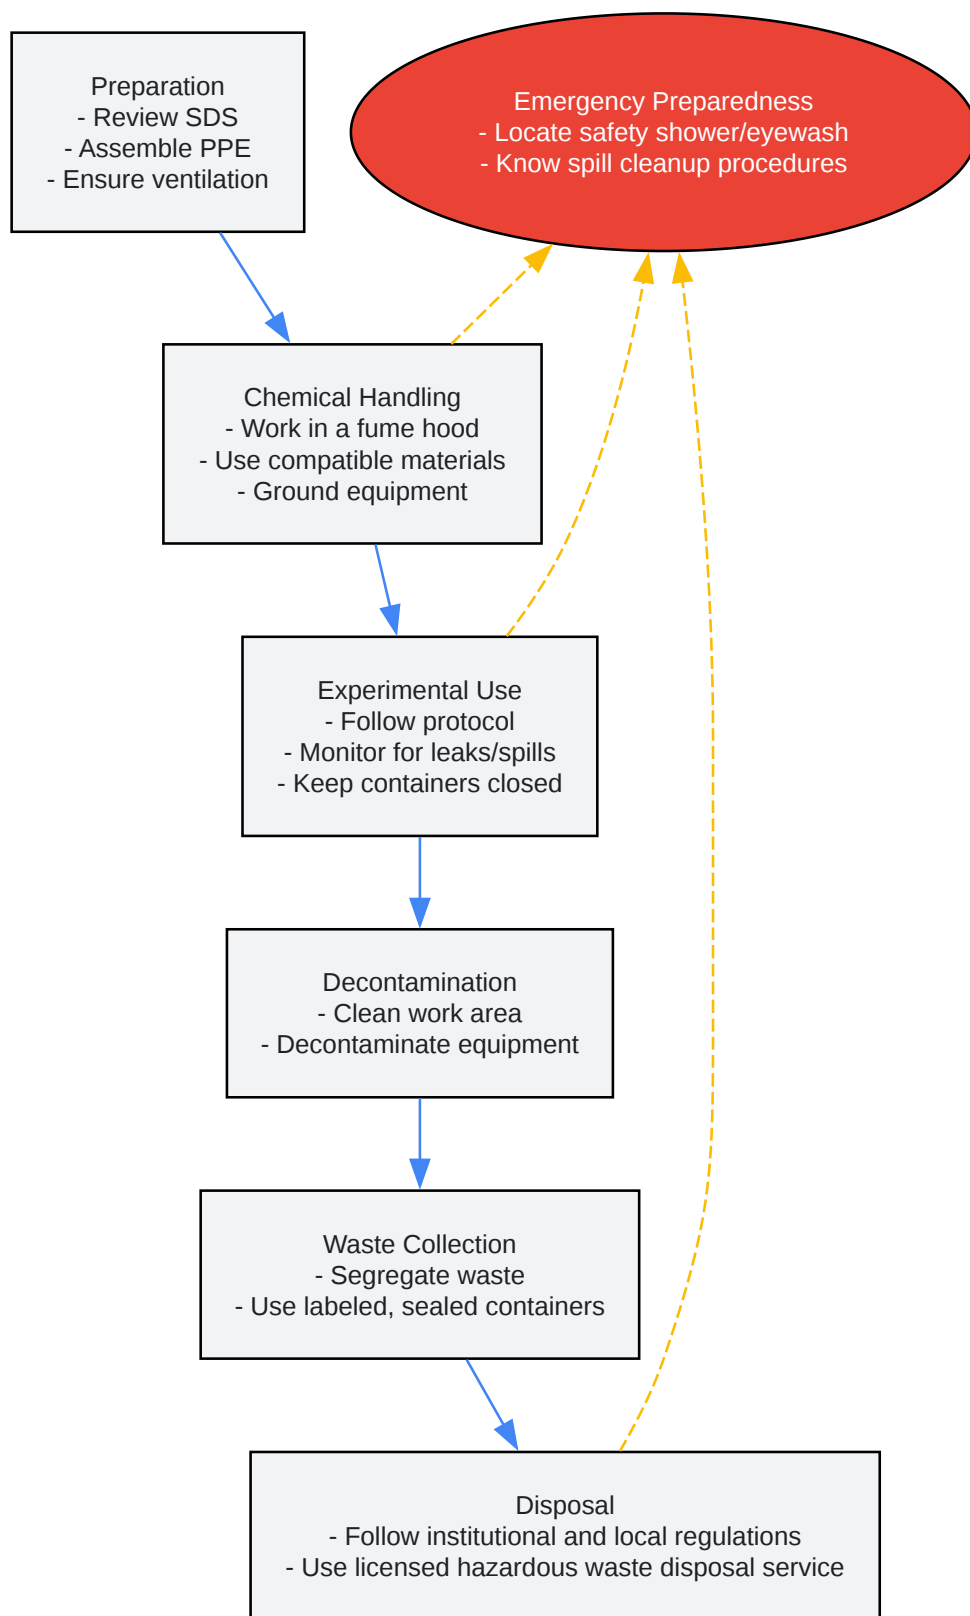 Preparation
- Review SDS
- Assemble PPE
- Ensure ventilation
Emergency Preparedness
- Locate safety shower/eyewash
- Know spill cleanup procedures
Chemical Handling
- Work in a fume hood
- Use compatible materials
- Ground equipment
Experimental Use
- Follow protocol
- Monitor for leaks/spills
- Keep containers closed
Decontamination
- Clean work area
- Decontaminate equipment
Waste Collection
- Segregate waste
- Use labeled, sealed containers
Disposal
- Follow institutional and local regulations
- Use licensed hazardous waste disposal service